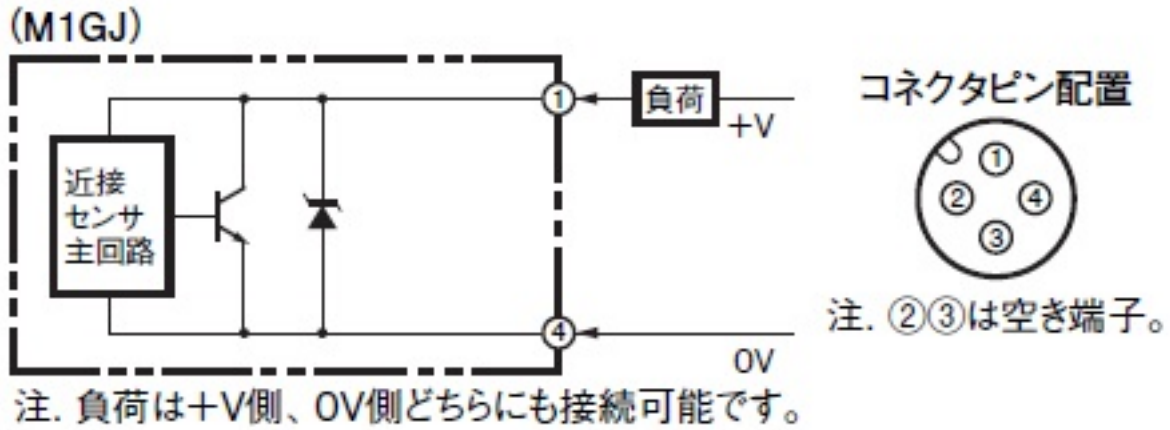 (M1GJ)
近接
センサ
主回路
①
負荷
+V
④
0V
注. 負荷は+V側、0V側どちらにも接続可能です。
コネクタピン配置
①
② ④
③
注. ②③は空き端子。